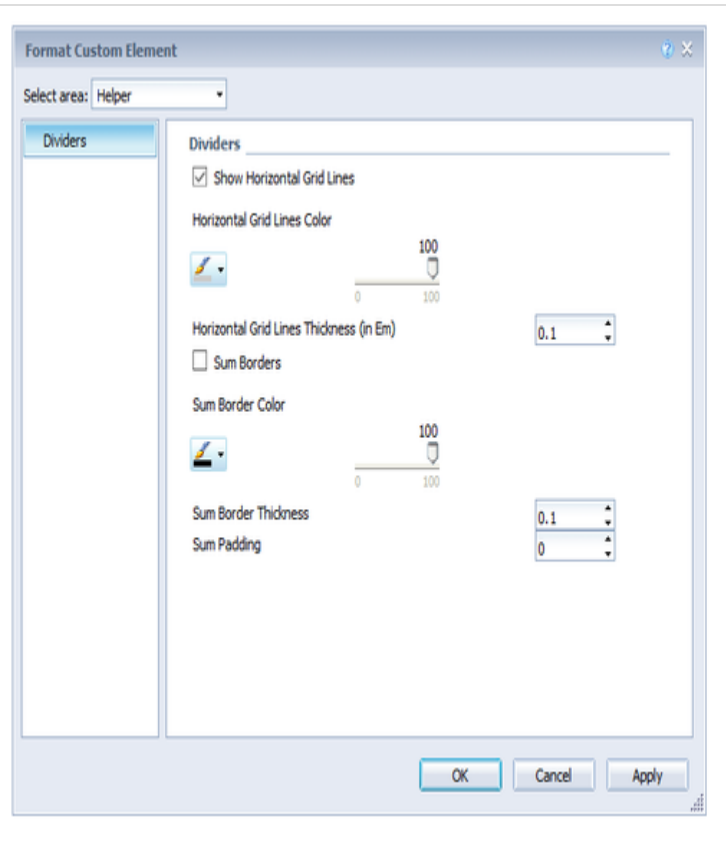 Format Custom Element
Select area: Helper
Dividers
Dividers
Show Horizontal Grid Lines
Horizontal Grid Lines Color
100
0 100
Horizontal Grid Lines Thickness (in Em) 0.1
Sum Borders
Sum Border Color
100
0 100
Sum Border Thickness 0.1
Sum Padding 0
OK Cancel Apply